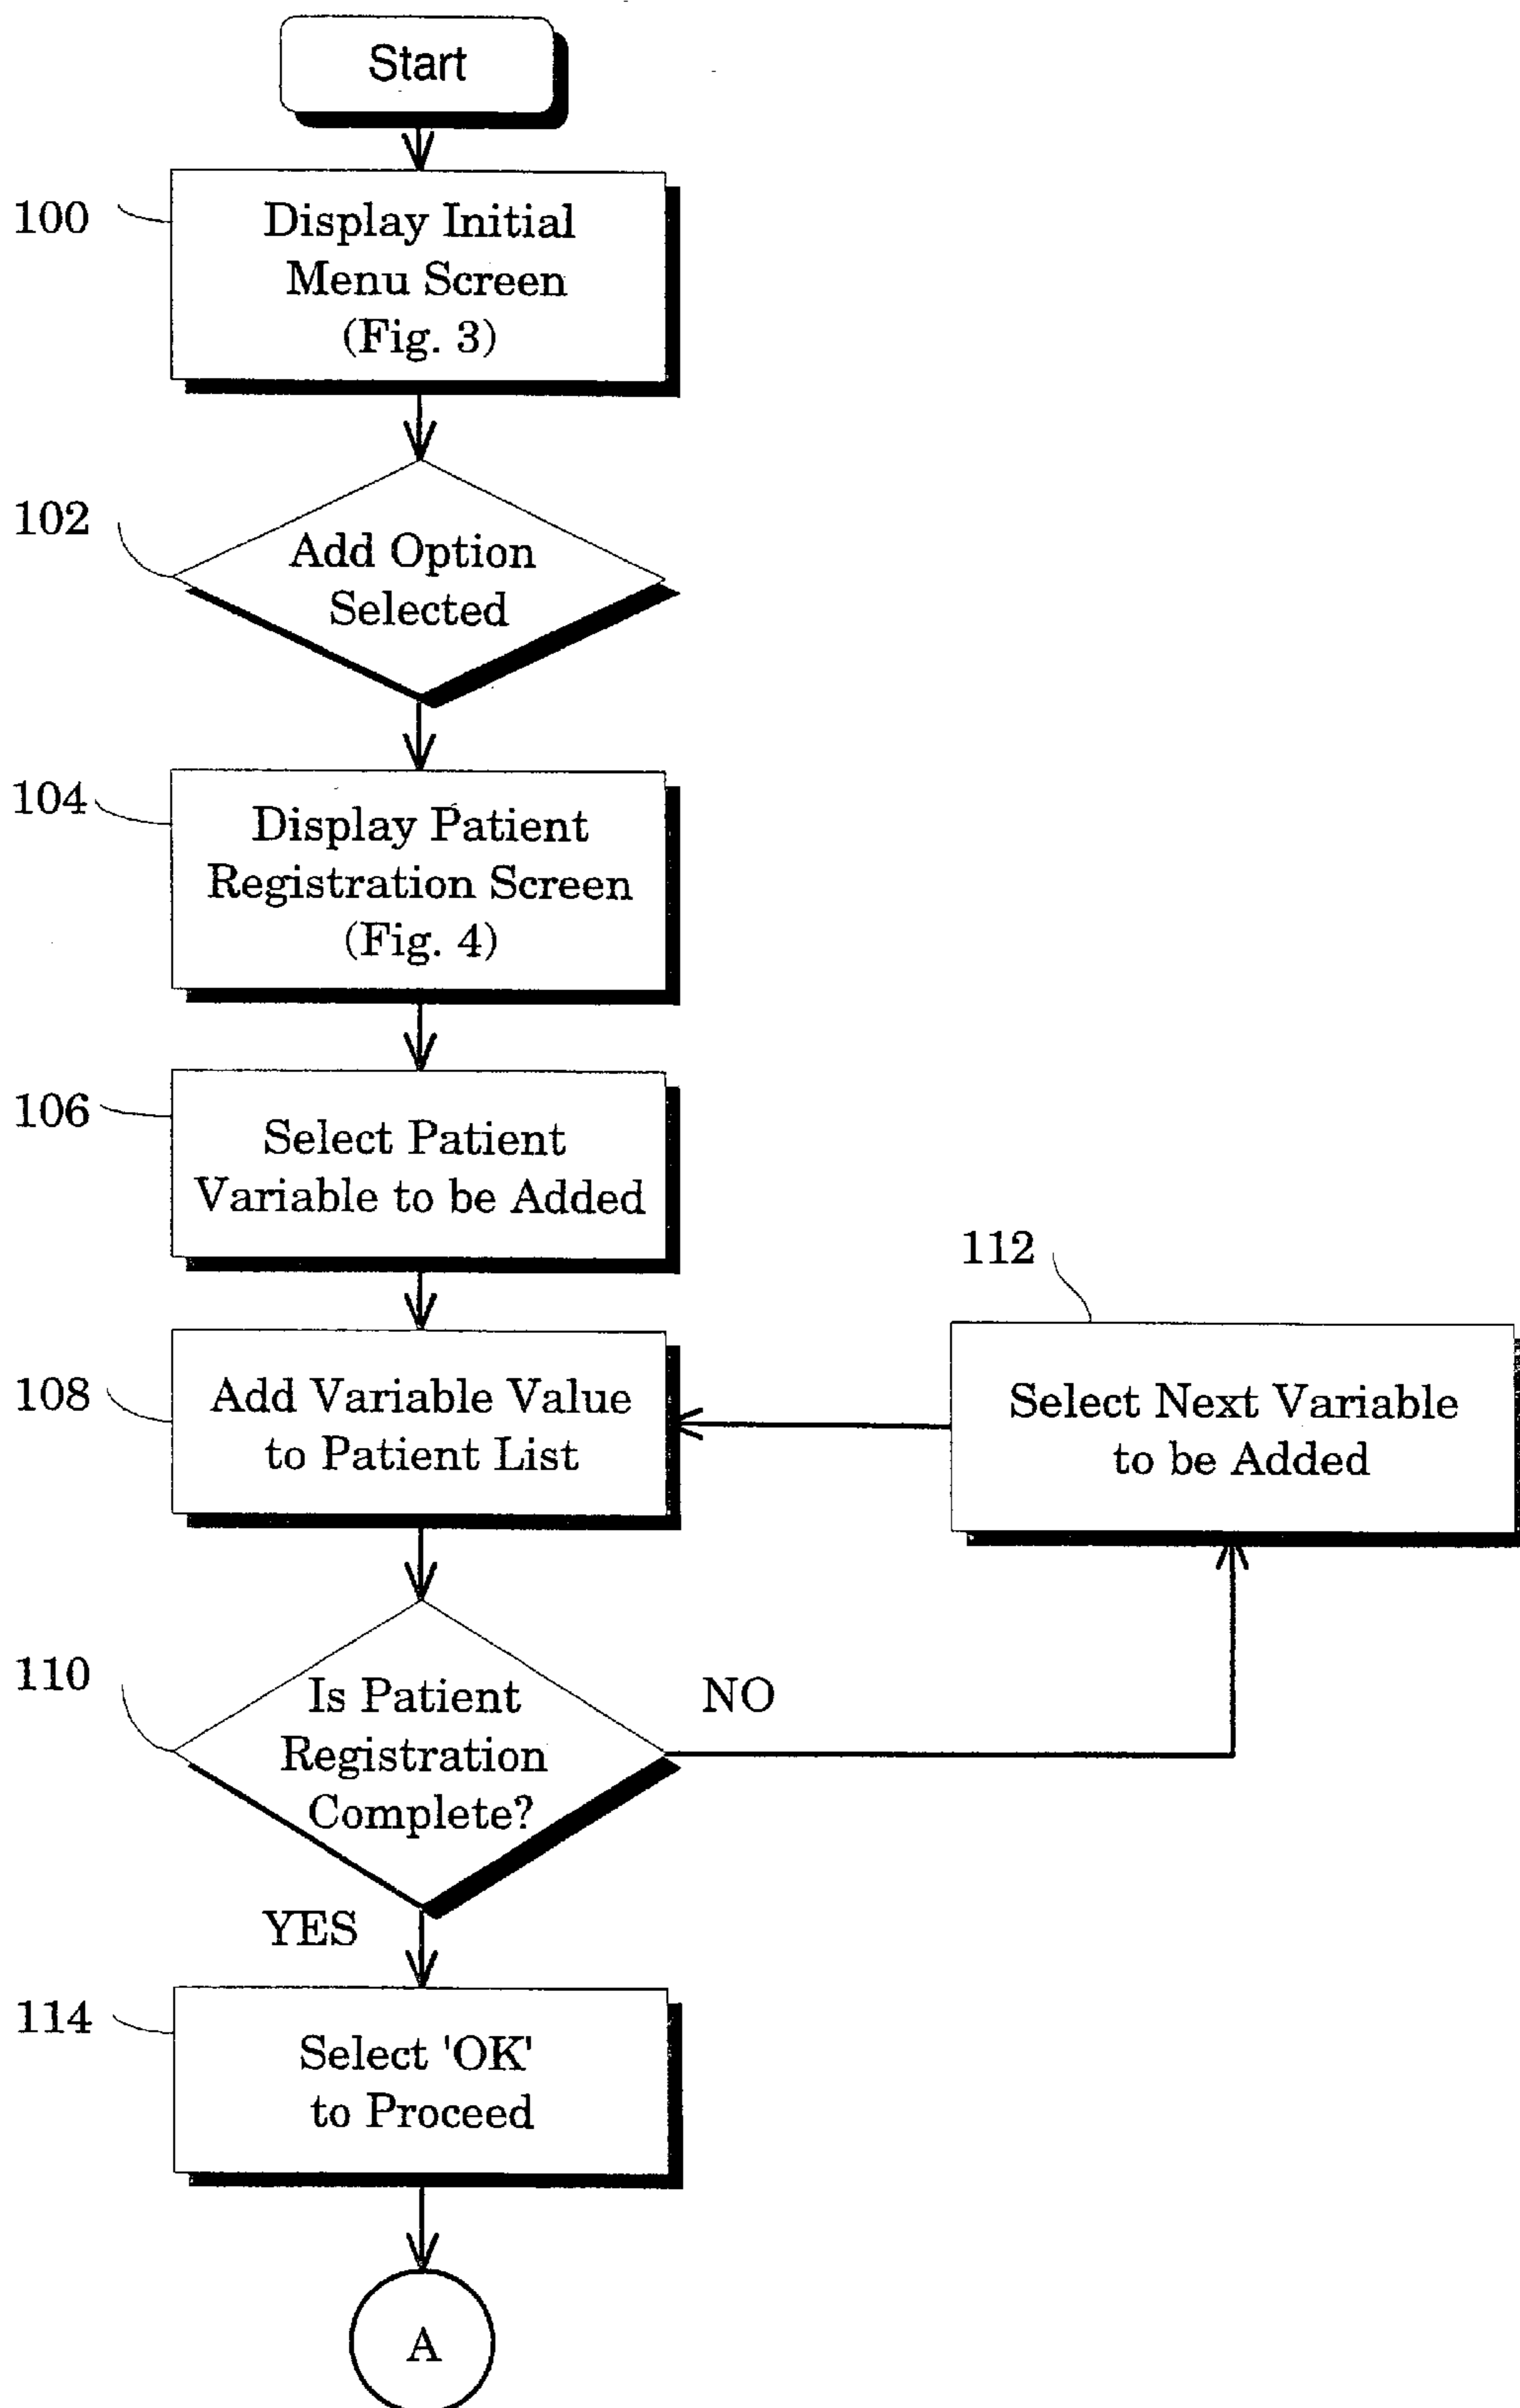 Start
100
Display Initial
Menu Screen
(Fig. 3)
102
Add Option
Selected
104
Display Patient
Registration Screen
(Fig. 4)
106
Select Patient
Variable to be Added
112
108
Add Variable Value
to Patient List
Select Next Variable
to be Added
110
Is Patient
Registration
Complete?
NO
YES
114
Select 'OK'
to Proceed
A